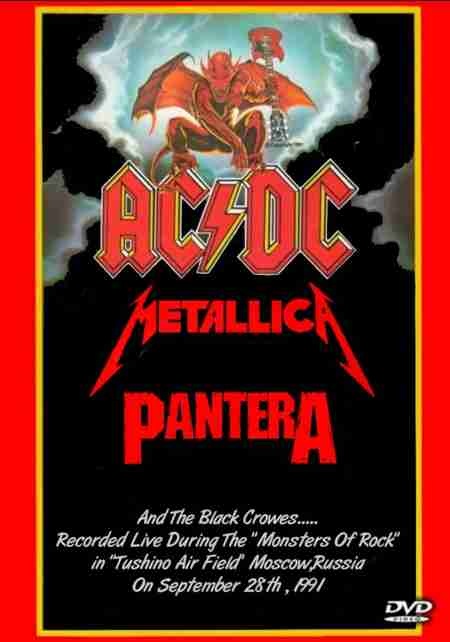 AC/DC
METALLICA
PANTERA
And The Black Crowes.....
Recorded Live During The "Monsters Of Rock"
in "Tushino Air Field" Moscow,Russia
On September 28th , 1991
DVD
VIDEO